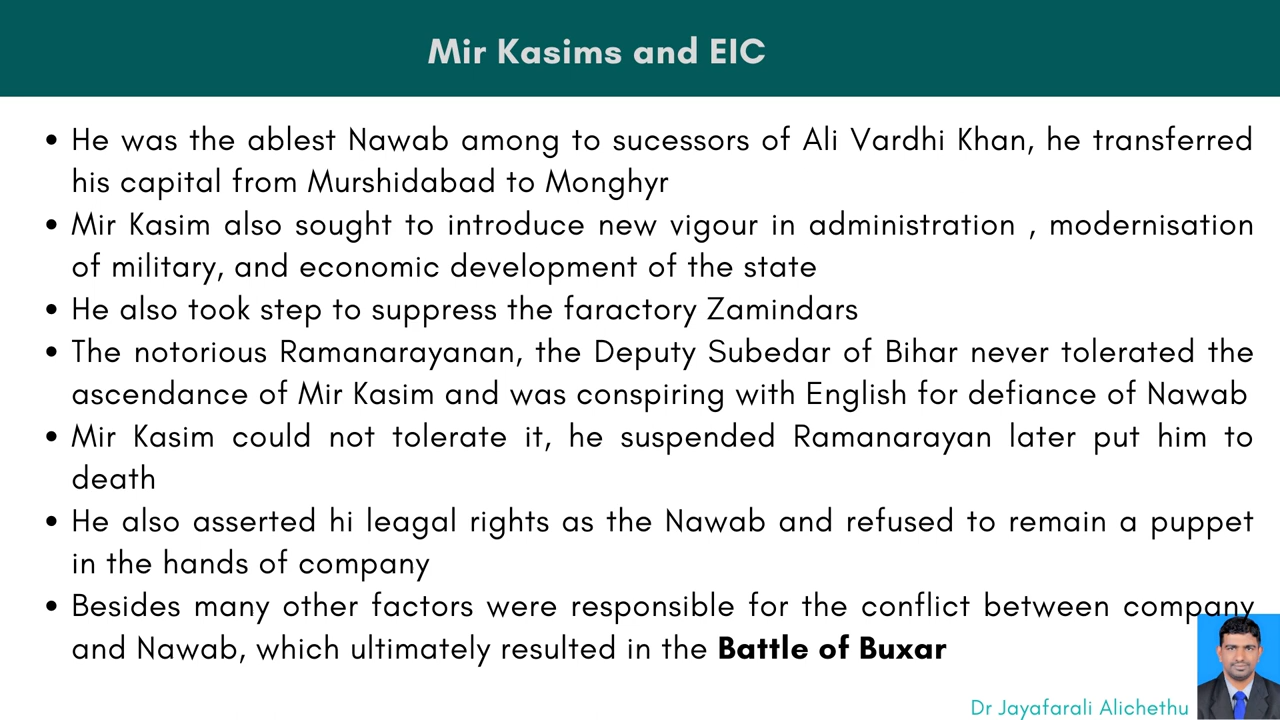 Mir Kasims and EIC
• He was the ablest Nawab among to sucessors of Ali Vardhi Khan, he transferred
his capital from Murshidabad to Monghyr
• Mir Kasim also sought to introduce new vigour in administration , modernisation
of military, and economic development of the state
• He also took step to suppress the faractory Zamindars
• The notorious Ramanarayanan, the Deputy Subedar of Bihar never tolerated the
ascendance of Mir Kasim and was conspiring with English for defiance of Nawab
• Mir Kasim could not tolerate it, he suspended Ramanarayan later put him to
death
• He also asserted hi leagal rights as the Nawab and refused to remain a puppet
in the hands of company
• Besides many other factors were responsible for the conflict between company
and Nawab, which ultimately resulted in the Battle of Buxar
Dr Jayafarali Alichethu